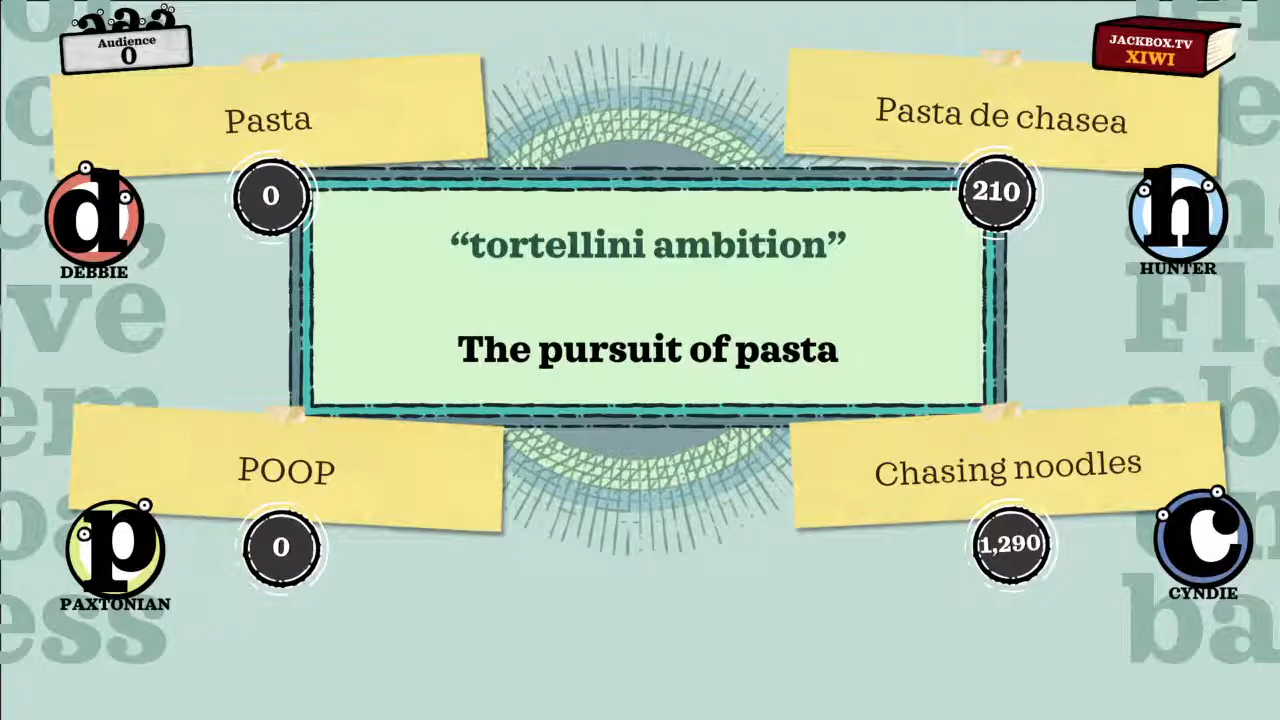 Audience
0
JACKBOX.TV
XIWI
Pasta
Pasta de chasea
0
210
d
DEBBIE
h
HUNTER
“tortellini ambition”
The pursuit of pasta
POOP
Chasing noodles
0
1,290
p
PAXTONIAN
c
CYNDIE